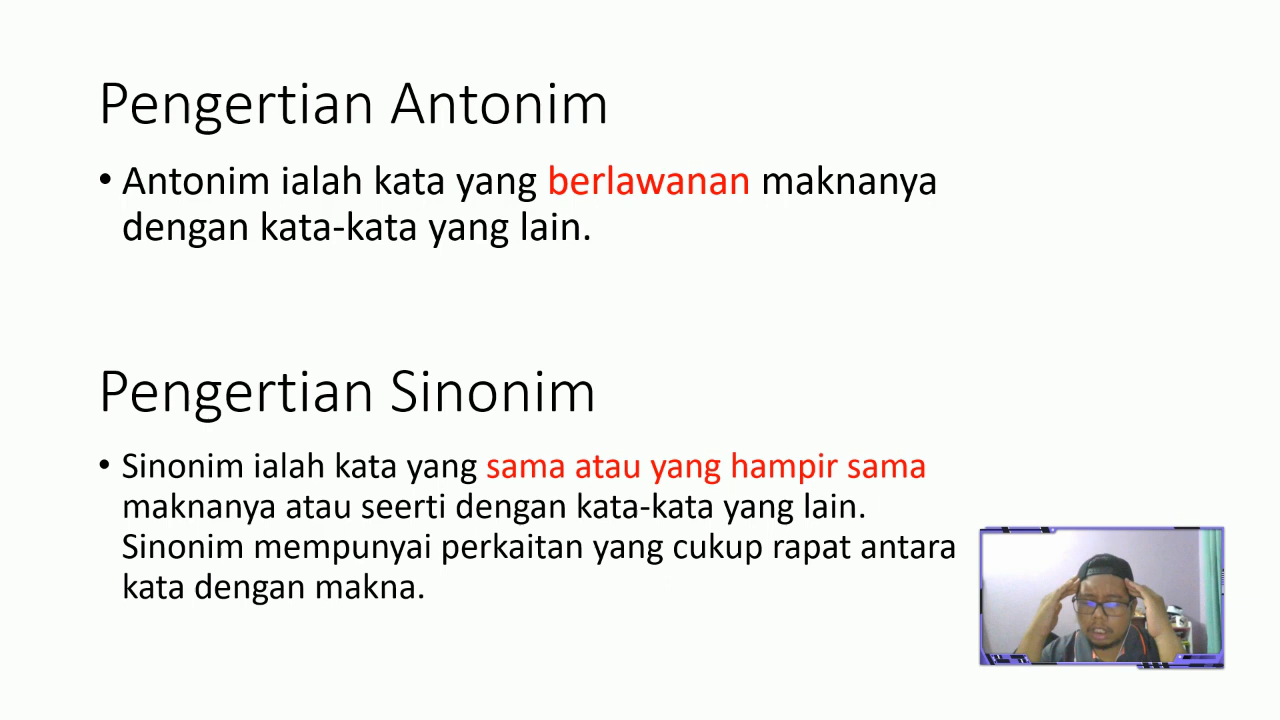 Pengertian Antonim
• Antonim ialah kata yang berlawanan maknanya
dengan kata-kata yang lain.
Pengertian Sinonim
• Sinonim ialah kata yang sama atau yang hampir sama
maknanya atau seerti dengan kata-kata yang lain.
Sinonim mempunyai perkaitan yang cukup rapat antara
kata dengan makna.